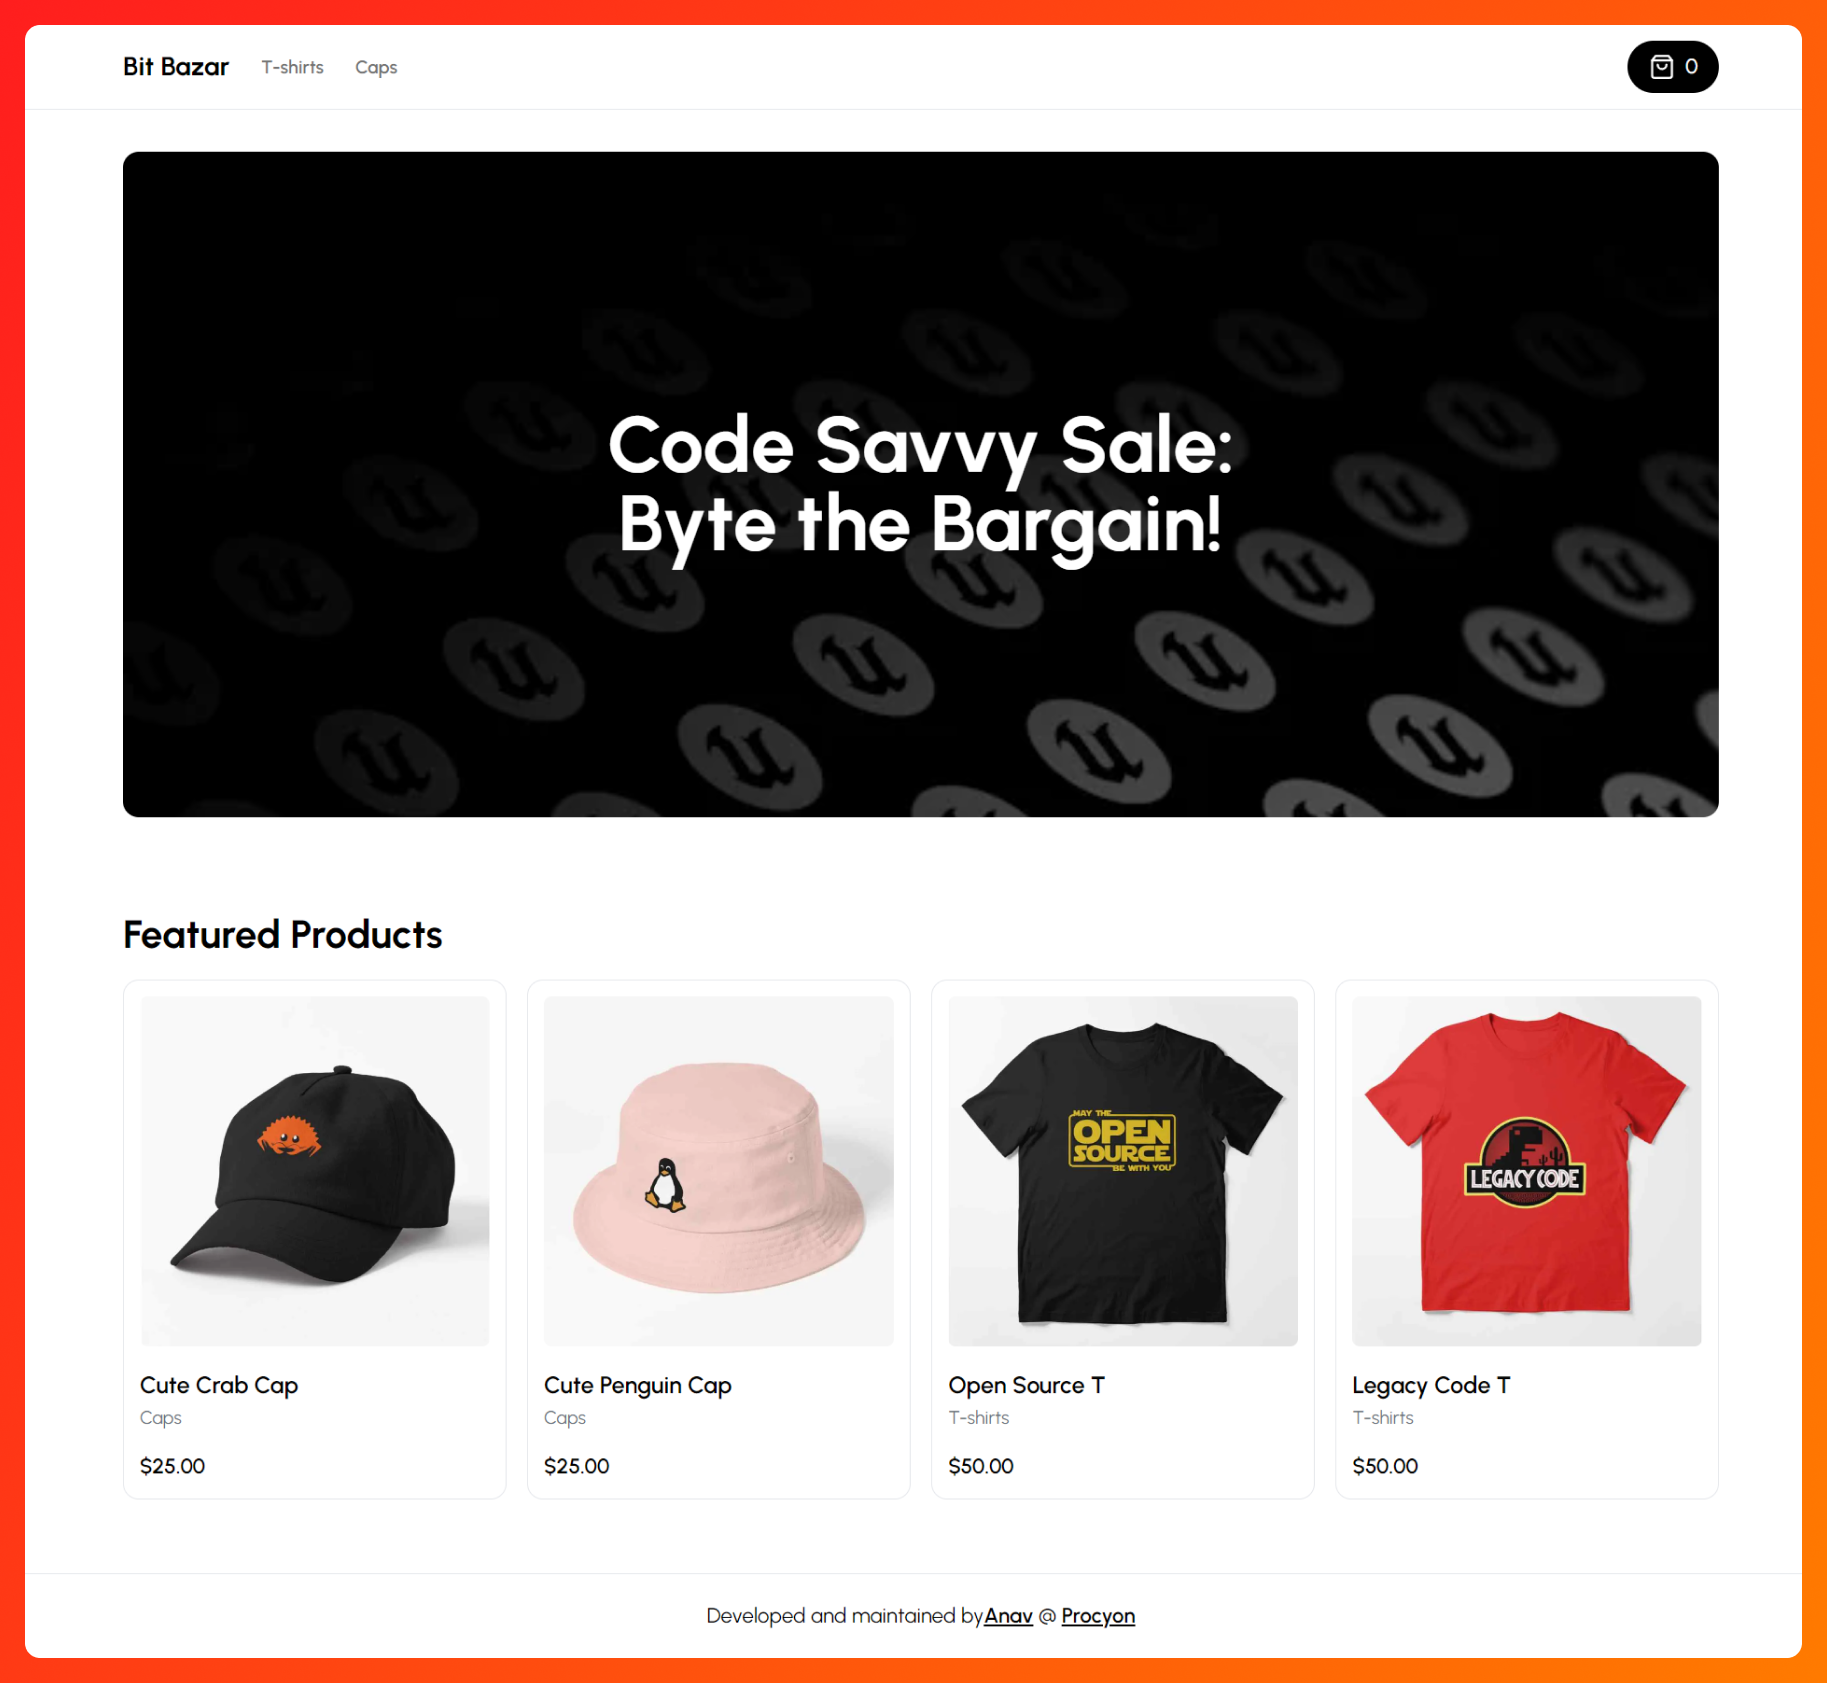 Bit Bazar
T-shirts
Caps
0
Code Savvy Sale:
Byte the Bargain!
Featured Products
MAY THE
OPEN
SOURCE
BE WITH YOU
LEGACY CODE
Cute Crab Cap
Caps
$25.00
Cute Penguin Cap
Caps
$25.00
Open Source T
T-shirts
$50.00
Legacy Code T
T-shirts
$50.00
Developed and maintained byAnav @ Procyon